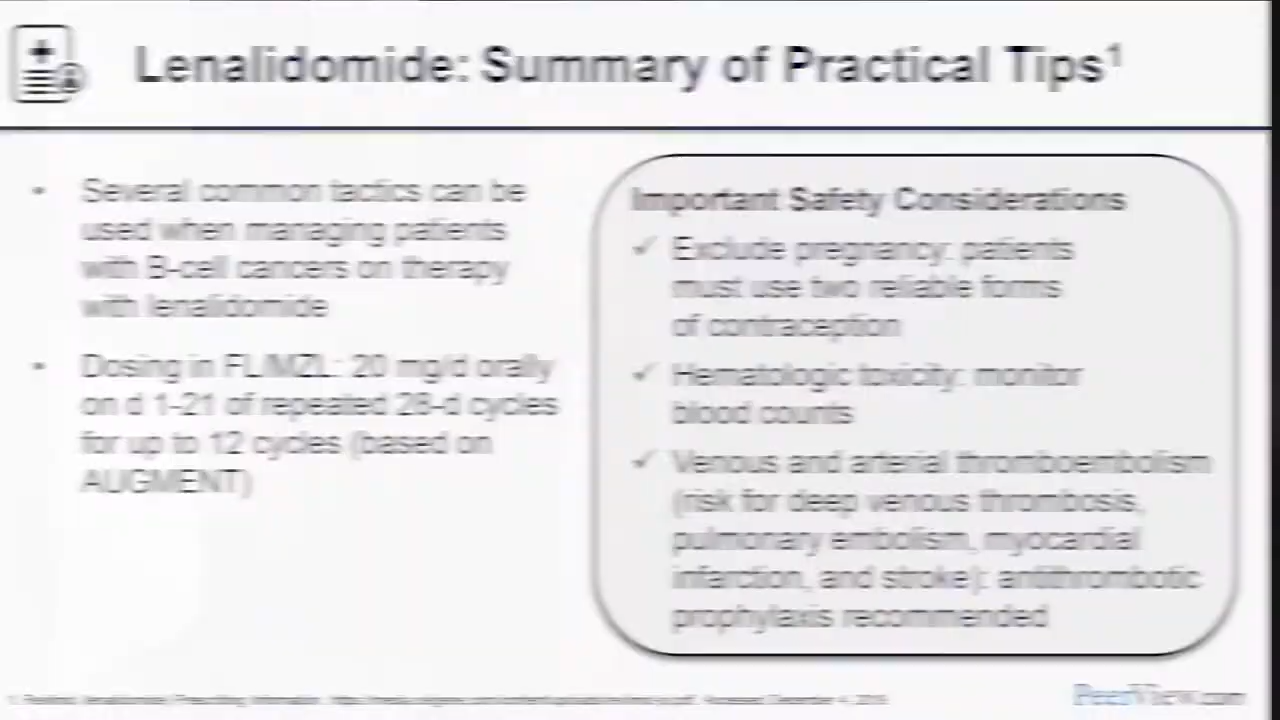 Lenalidomide: Summary of Practical Tips1
• Several common tactics can be
used when managing patients
with B-cell cancers on therapy
with lenalidomide
• Dosing in FL/MZL: 20 mg/d orally
on d 1-21 of repeated 28-d cycles
for up to 12 cycles (based on
AUGMENT)
Important Safety Considerations
✓ Exclude pregnancy: patients
must use two reliable forms
of contraception
✓ Hematologic toxicity: monitor
blood counts
✓ Venous and arterial thromboembolism
(risk for deep venous thrombosis,
pulmonary embolism, myocardial
infarction, and stroke): antithrombotic
prophylaxis recommended
PeerView.com